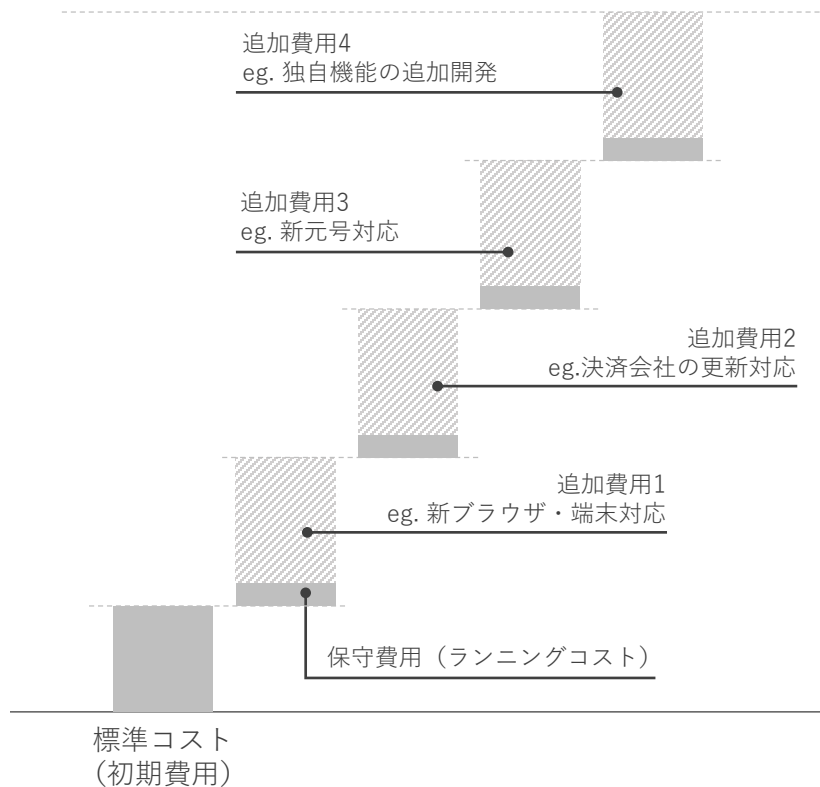 追加費用4
eg. 独自機能の追加開発
追加費用3
eg. 新元号対応
追加費用2
eg.決済会社の更新対応
追加費用1
eg. 新ブラウザ・端末対応
保守費用（ランニングコスト）
標準コスト
（初期費用）